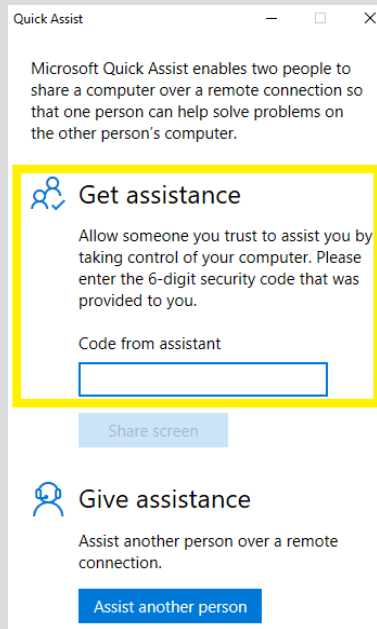 Quick Assist
Microsoft Quick Assist enables two people to
share a computer over a remote connection so
that one person can help solve problems on
the other person's computer.
Get assistance
Allow someone you trust to assist you by
taking control of your computer. Please
enter the 6-digit security code that was
provided to you.
Code from assistant
Share screen
Give assistance
Assist another person over a remote
connection.
Assist another person